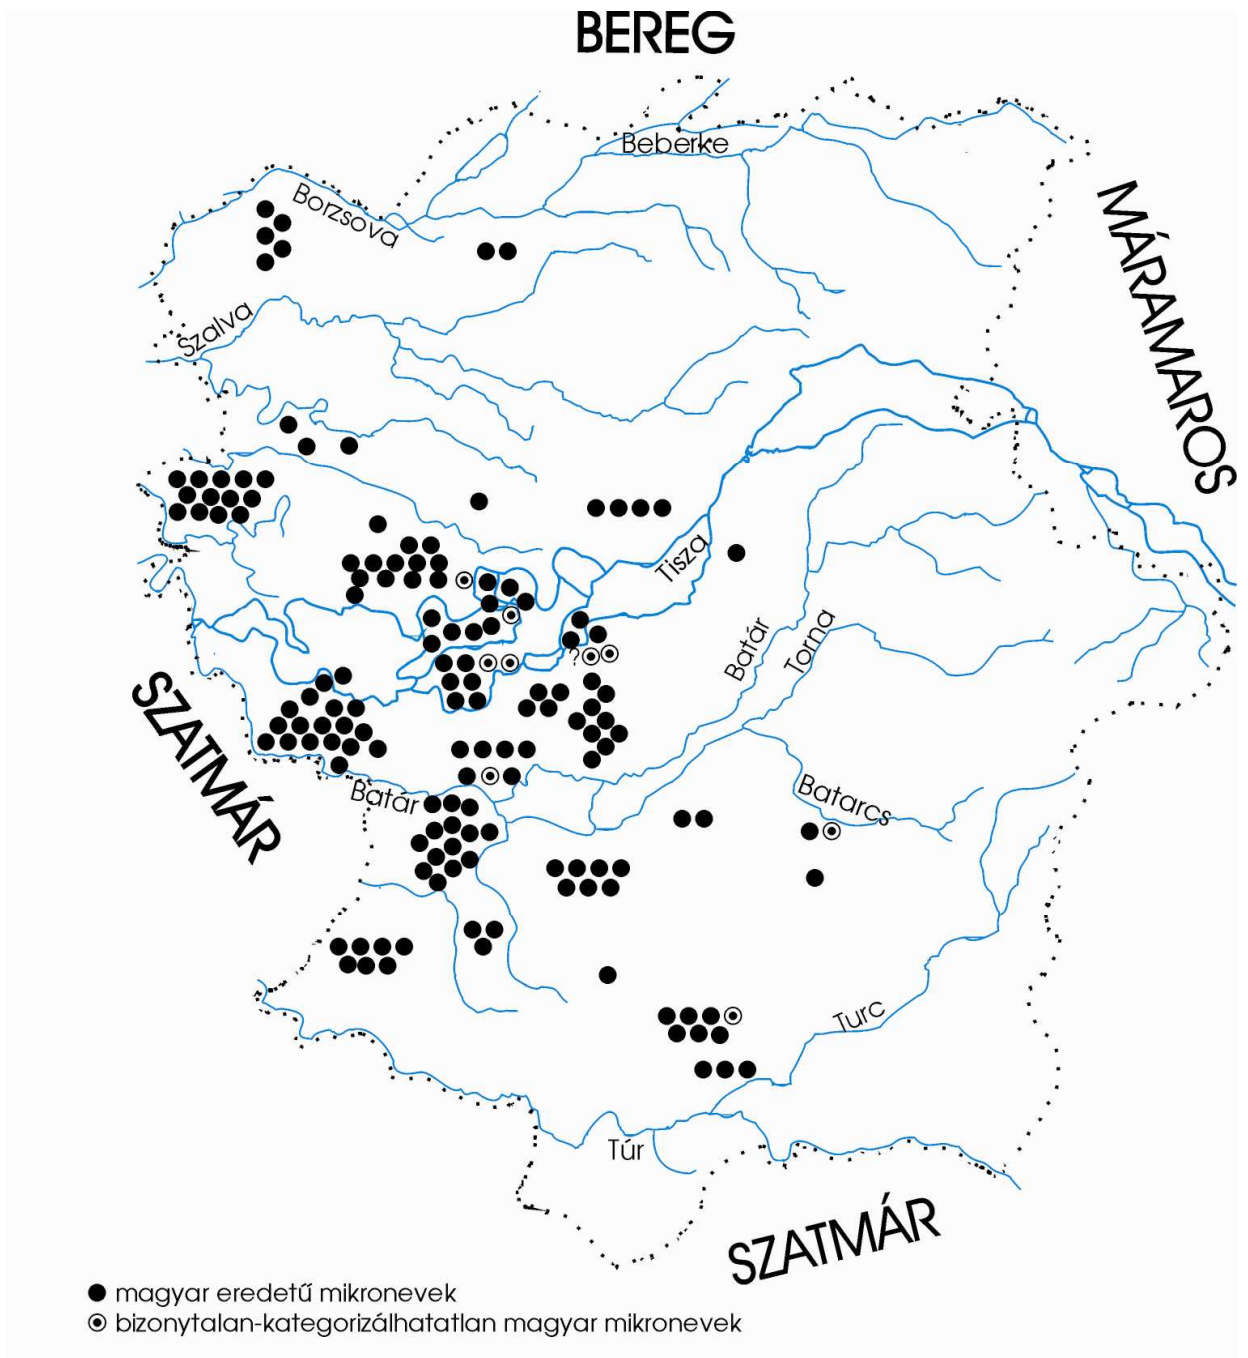 BEREG
Beberke
Borzsova
MÁRAMAROS
Szalva
Tisza
Batár
Torna
?
SZATMÁR
Batár
Batarcs
Turc
Túr
SZATMÁR
magyar eredetű mikronevek
bizonytalan-kategorizálhatatlan magyar mikronevek